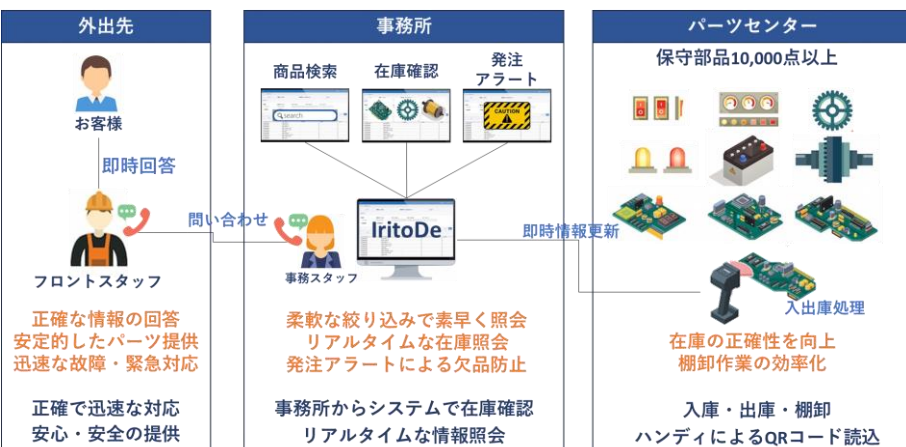 外出先
お客様
即時回答
フロントスタッフ
正確な情報の回答
安定的したパーツ提供
迅速な故障・緊急対応
正確で迅速な対応
安心・安全の提供
問い合わせ
事務所
商品検索
在庫確認
発注
アラート
search
CAUTION
IritoDe
事務スタッフ
柔軟な絞り込みで素早く照会
リアルタイムな在庫照会
発注アラートによる欠品防止
事務所からシステムで在庫確認
リアルタイムな情報照会
即時情報更新
パーツセンター
保守部品10,000点以上
入出庫処理
在庫の正確性を向上
棚卸作業の効率化
入庫・出庫・棚卸
ハンディによるQRコード読込